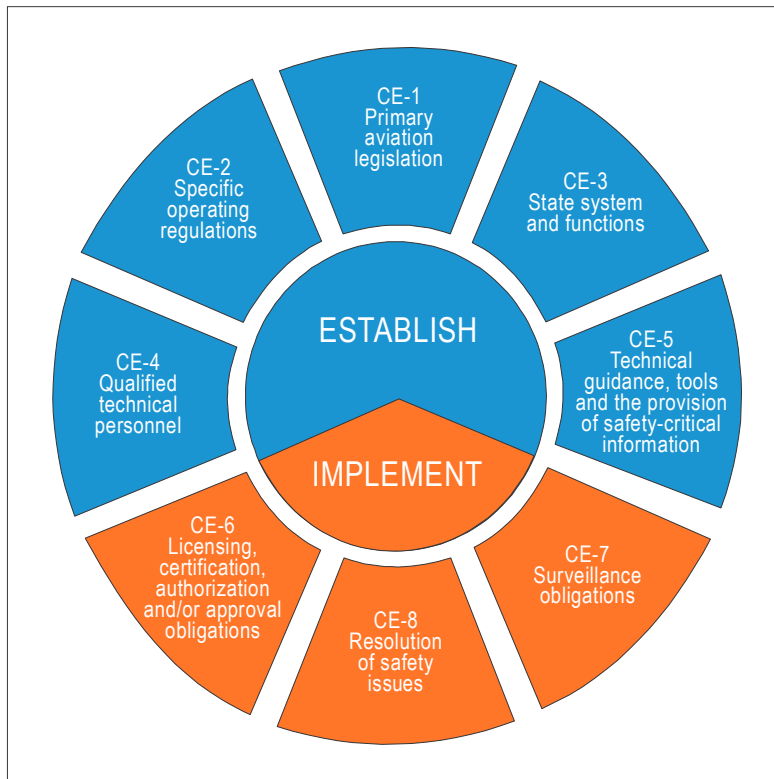 CE-1
Primary
aviation
legislation
CE-2
Specific
operating
regulations
CE-3
State system
and functions
ESTABLISH
CE-4
Qualified
technical
personnel
CE-5
Technical
guidance, tools
and the provision
of safety-critical
information
IMPLEMENT
CE-6
Licensing,
certification,
authorization
and/or approval
obligations
CE-7
Surveillance
obligations
CE-8
Resolution
of safety
issues